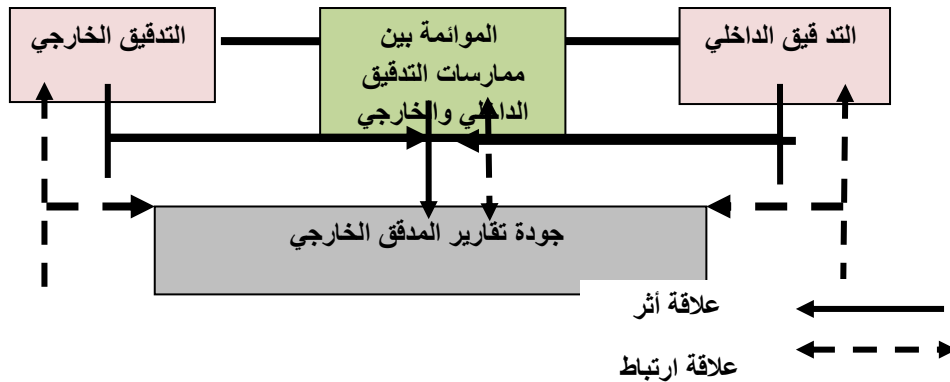 التد قيق الداخلي
الموائمة بين
ممارسات التدقيق
الداخلي والخارجي
التدقيق الخارجي
جودة تقارير المدقق الخارجي
علاقة أثر
علاقة ارتباط